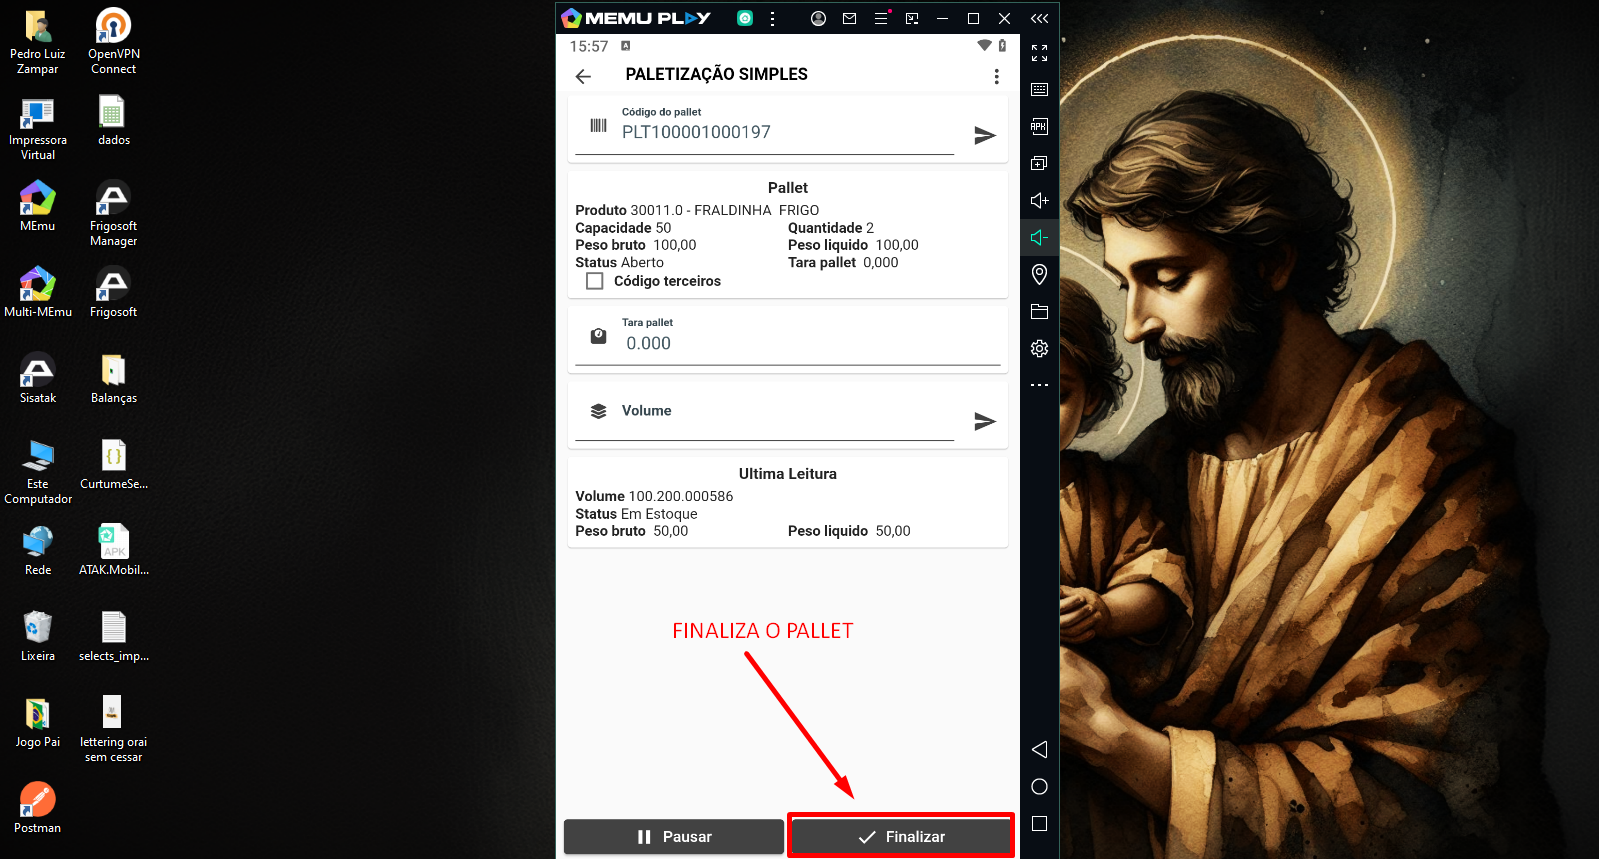 Pedro Luiz
Zampar
OpenVPN
Connect
Impressora
Virtual
dados
MEmu
Frigosoft
Manager
Multi-MEmu
Frigosoft
Sisatak
Balanças
Este
Computador
CurtumeSe...
Rede
ATAK.Mobil...
APK
Lixeira
selects_imp...
Jogo Pai
lettering orai
sem cessar
Postman
MEMU PLAY
15:57
PALETIZAÇÃO SIMPLES
Código do pallet
PLT100001000197
Pallet
Produto 30011.0 - FRALDINHA FRIGO
Capacidade 50 Quantidade 2
Peso bruto 100,00 Peso liquido 100,00
Status Aberto Tara pallet 0,000
Código terceiros
Tara pallet
0.000
Volume
Ultima Leitura
Volume 100.200.000586
Status Em Estoque
Peso bruto 50,00 Peso liquido 50,00
FINALIZA O PALLET
Pausar Finalizar
APK